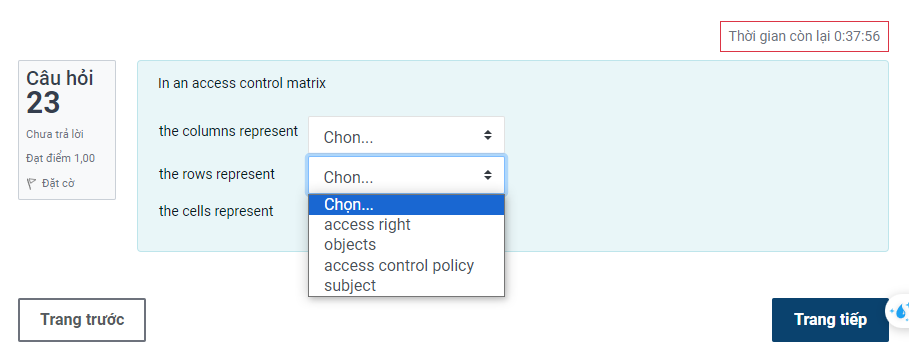 Thời gian còn lại 0:37:56
Câu hỏi
23
Chưa trả lời
Đạt điểm 1,00
Đặt cờ
In an access control matrix
the columns represent Chon...
the rows represent Chon...
the cells represent
Chọn...
access right
objects
access control policy
subject
Trang trước
Trang tiếp